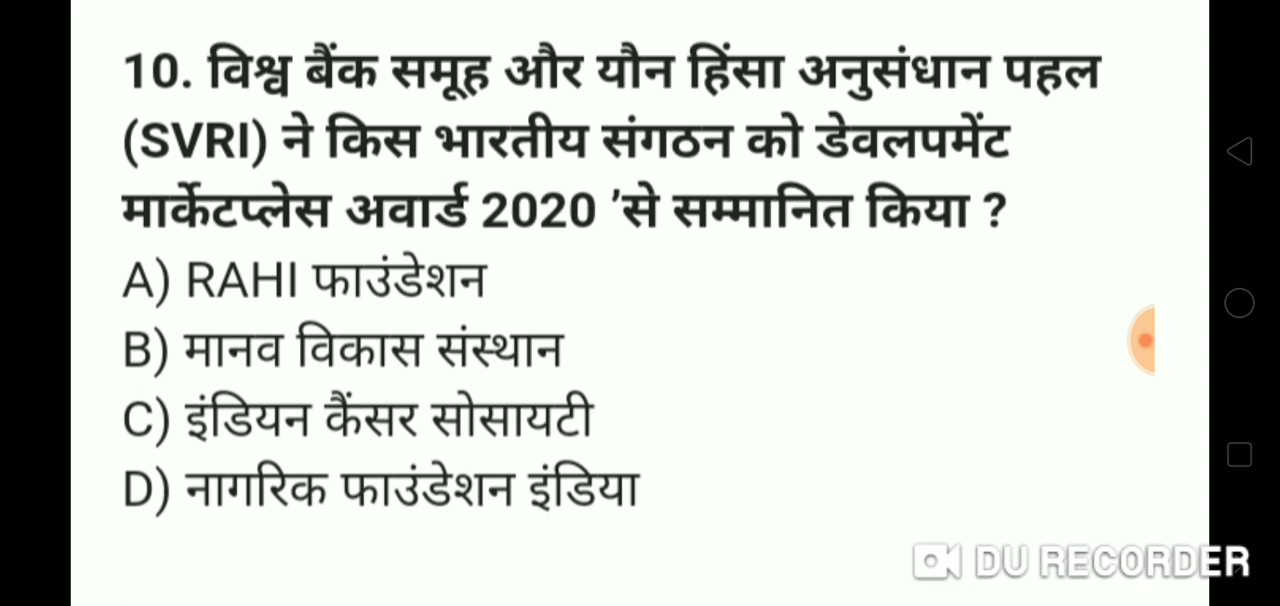 10. विश्व बैंक समूह और यौन हिंसा अनुसंधान पहल
(SVRI) ने किस भारतीय संगठन को डेवलपमेंट
मार्केटप्लेस अवार्ड 2020 ’से सम्मानित किया ?
A) RAHI फाउंडेशन
B) मानव विकास संस्थान
C) इंडियन कैंसर सोसायटी
D) नागरिक फाउंडेशन इंडिया
DU RECORDER